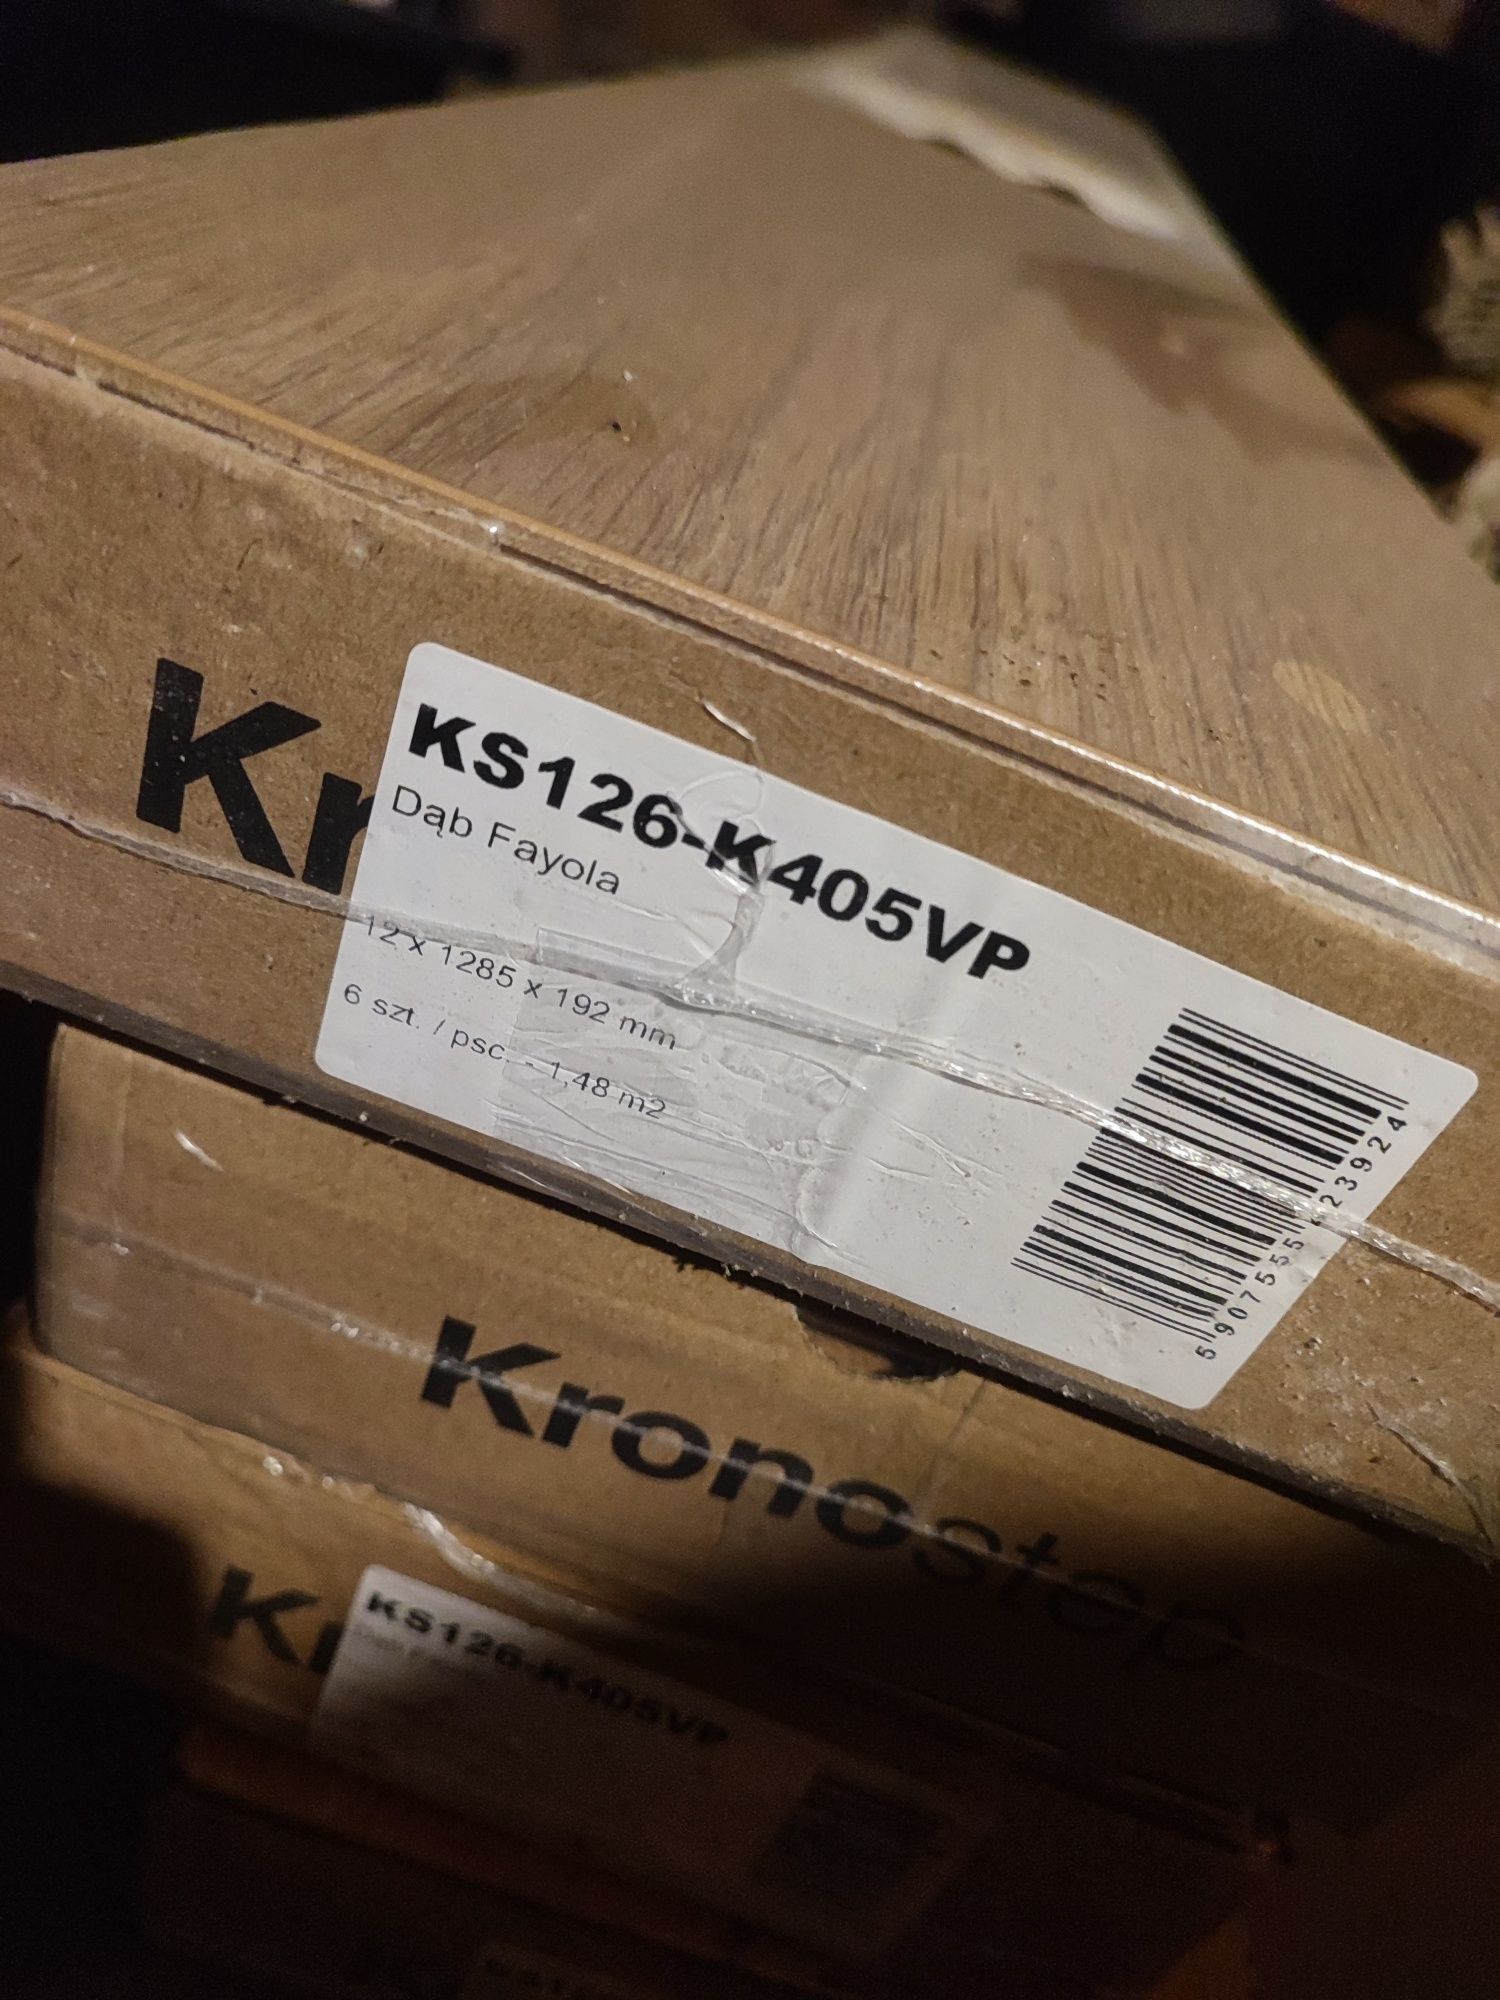 Kr
KS126-K405VP
Dąb Fayola
12 x 1285 x 192 mm
6 szt. / psc. - 1,48 m2
Kronostep
Kr
KS126-K405VP